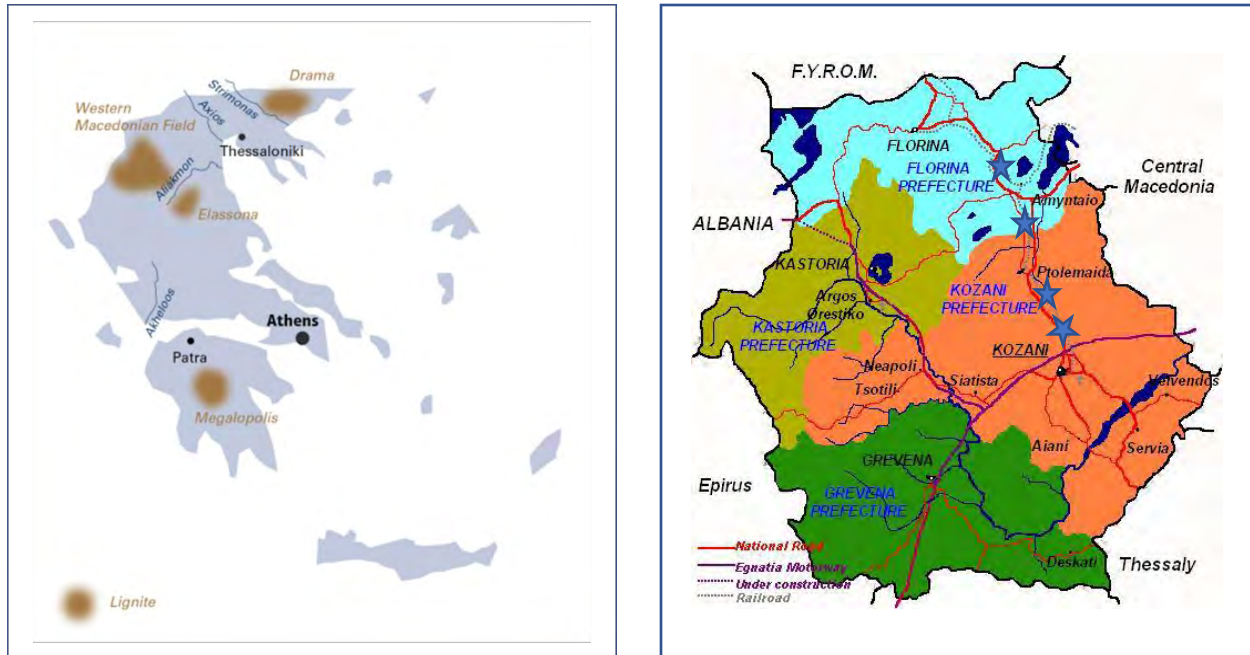 Drama
Strimonas
Axios
Western
Macedonian Field
Thessaloniki
Aliakmon
Elassona
Akheloos
Athens
Patra
Megalopolis
Lignite
F.Y.R.O.M.
FLORINA
FLORINA
PREFECTURE
Central
Macedonia
Amyntaio
ALBANIA
KASTORIA
Ptolemaida
KOZANI
PREFECTURE
Argos
Orestiko
KASTORIA
PREFECTURE
KOZANI
Neapoli
Siatista
Velvendos
Tsotili
Aiani
Servia
GREVENA
Epirus
GREVENA
PREFECTURE
National Road
Deskati
Thessaly
Egnatia Motorway
Under construction
Railroad